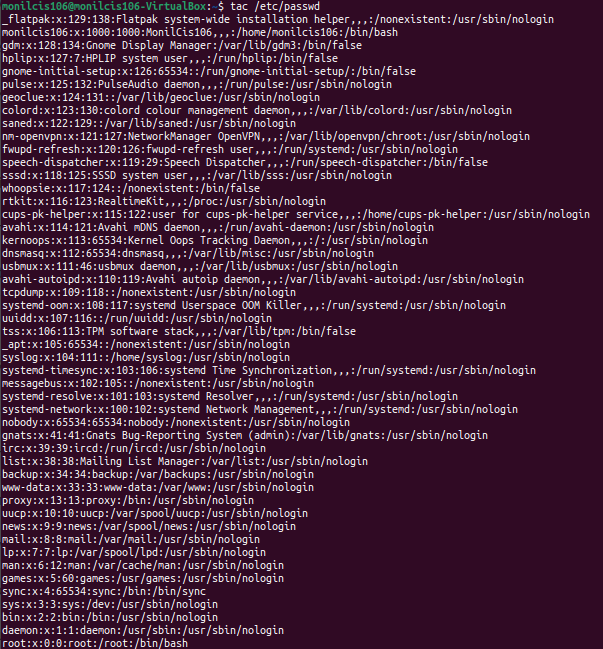 monilcis106@monilcis106-VirtualBox:~$ tac /etc/passwd
_flatpak:x:129:138:Flatpak system-wide installation helper,,,:/nonexistent:/usr/sbin/nologin
monilcis106:x:1000:1000:MonilCis106,,,:/home/monilcis106:/bin/bash
gdm:x:128:134:Gnome Display Manager:/var/lib/gdm3:/bin/false
hplip:x:127:7:HPLIP system user,,,:/run/hplip:/bin/false
gnome-initial-setup:x:126:65534::/run/gnome-initial-setup/:/bin/false
pulse:x:125:132:PulseAudio daemon,,,:/run/pulse:/usr/sbin/nologin
geoclue:x:124:131::/var/lib/geoclue:/usr/sbin/nologin
colord:x:123:130:colord colour management daemon,,,:/var/lib/colord:/usr/sbin/nologin
saned:x:122:129::/var/lib/saned:/usr/sbin/nologin
nm-openvpn:x:121:127:NetworkManager OpenVPN,,,:/var/lib/openvpn/chroot:/usr/sbin/nologin
fwupd-refresh:x:120:126:fwupd-refresh user,,,:/run/systemd:/usr/sbin/nologin
speech-dispatcher:x:119:29:Speech Dispatcher,,,:/run/speech-dispatcher:/bin/false
sssd:x:118:125:SSSD system user,,,:/var/lib/sss:/usr/sbin/nologin
whoopsie:x:117:124::/nonexistent:/bin/false
rtkit:x:116:123:RealtimeKit,,,:/proc:/usr/sbin/nologin
cups-pk-helper:x:115:122:user for cups-pk-helper service,,,:/home/cups-pk-helper:/usr/sbin/nologin
avahi:x:114:121:Avahi mDNS daemon,,,:/run/avahi-daemon:/usr/sbin/nologin
kernoops:x:113:65534:Kernel Oops Tracking Daemon,,,:/:/usr/sbin/nologin
dnsmasq:x:112:65534:dnsmasq,,,:/var/lib/misc:/usr/sbin/nologin
usbmux:x:111:46:usbmux daemon,,,:/var/lib/usbmux:/usr/sbin/nologin
avahi-autoipd:x:110:119:Avahi autoip daemon,,,:/var/lib/avahi-autoipd:/usr/sbin/nologin
tcpdump:x:109:118::/nonexistent:/usr/sbin/nologin
systemd-oom:x:108:117:systemd Userspace OOM Killer,,,:/run/systemd:/usr/sbin/nologin
uuidd:x:107:116::/run/uuidd:/usr/sbin/nologin
tss:x:106:113:TPM software stack,,,:/var/lib/tpm:/bin/false
_apt:x:105:65534::/nonexistent:/usr/sbin/nologin
syslog:x:104:111::/home/syslog:/usr/sbin/nologin
systemd-timesync:x:103:106:systemd Time Synchronization,,,:/run/systemd:/usr/sbin/nologin
messagebus:x:102:105::/nonexistent:/usr/sbin/nologin
systemd-resolve:x:101:103:systemd Resolver,,,:/run/systemd:/usr/sbin/nologin
systemd-network:x:100:102:systemd Network Management,,,:/run/systemd:/usr/sbin/nologin
nobody:x:65534:65534:nobody:/nonexistent:/usr/sbin/nologin
gnats:x:41:41:Gnats Bug-Reporting System (admin):/var/lib/gnats:/usr/sbin/nologin
irc:x:39:39:ircd:/run/ircd:/usr/sbin/nologin
list:x:38:38:Mailing List Manager:/var/list:/usr/sbin/nologin
backup:x:34:34:backup:/var/backups:/usr/sbin/nologin
www-data:x:33:33:www-data:/var/www:/usr/sbin/nologin
proxy:x:13:13:proxy:/bin:/usr/sbin/nologin
uucp:x:10:10:uucp:/var/spool/uucp:/usr/sbin/nologin
news:x:9:9:news:/var/spool/news:/usr/sbin/nologin
mail:x:8:8:mail:/var/mail:/usr/sbin/nologin
lp:x:7:7:lp:/var/spool/lpd:/usr/sbin/nologin
man:x:6:12:man:/var/cache/man:/usr/sbin/nologin
games:x:5:60:games:/usr/games:/usr/sbin/nologin
sync:x:4:65534:sync:/bin:/bin/sync
sys:x:3:3:sys:/dev:/usr/sbin/nologin
bin:x:2:2:bin:/bin:/usr/sbin/nologin
daemon:x:1:1:daemon:/usr/sbin:/usr/sbin/nologin
root:x:0:0:root:/root:/bin/bash